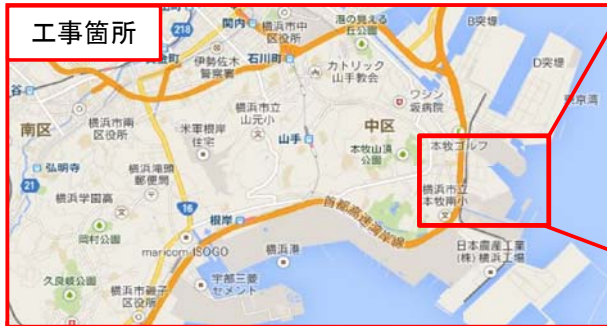 工事箇所
218
関内
横浜市中
区役所
港の見える
丘公園
B突堤
D突堤
東京湾
伊勢佐木
警察署
石川町
カトリック
山手教会
ワシン
坂病院
横浜市立
山元小
南区
横浜市南
区役所
米軍根岸
住宅
山手
中区
本牧山頂
公園
本牧ゴルフ
弘明寺
21
横浜滝頭
郵便局
横浜市立
本牧南小
横浜学園高
16
根岸
首都高速湾岸線
岡村公園
maricom-ISOGO
横浜港
日本農産工業
(株)横浜工場
久良岐公園
横浜市磯子
区役所
宇部三菱
セメント